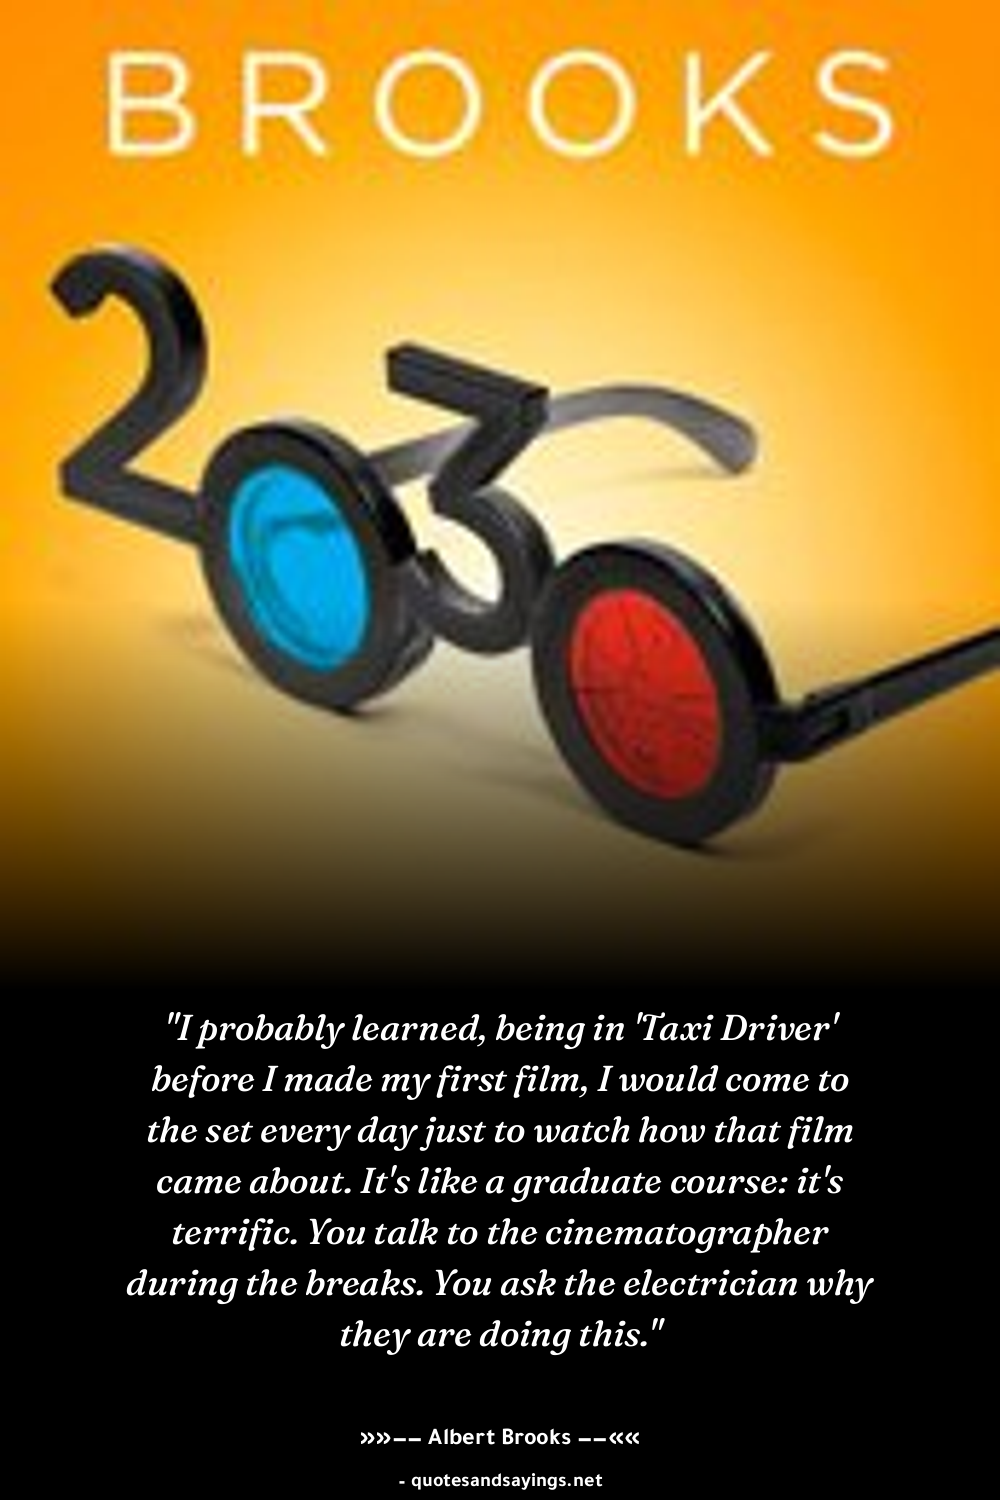 BROOKS
2030
"I probably learned, being in 'Taxi Driver'
before I made my first film, I would come to
the set every day just to watch how that film
came about. It's like a graduate course: it's
terrific. You talk to the cinematographer
during the breaks. You ask the electrician why
they are doing this."
»»–– Albert Brooks ––««
- quotesandsayings.net